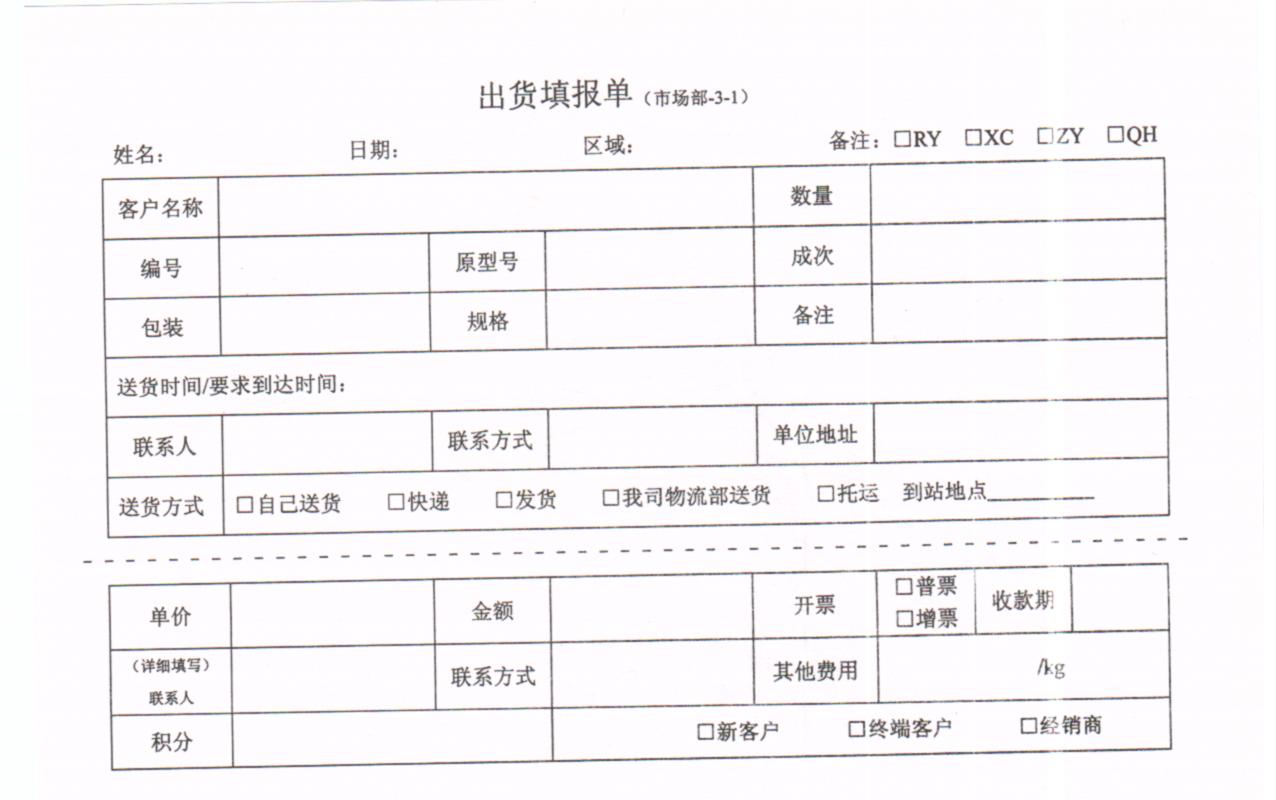 出货填报单（市场部-3-1）
姓名： 日期： 区域： 备注：□RY □XC □ZY □QH
客户名称 数量
编号 原型号 成次
包装 规格 备注
送货时间/要求到达时间：
联系人 联系方式 单位地址
送货方式 □自己送货 □快递 □发货 □我司物流部送货 □托运 到站地点__________
单价 金额 开票 □普票 收款期
□增票
（详细填写）
联系人 联系方式 其他费用 /kg
积分 □新客户 □终端客户 □经销商